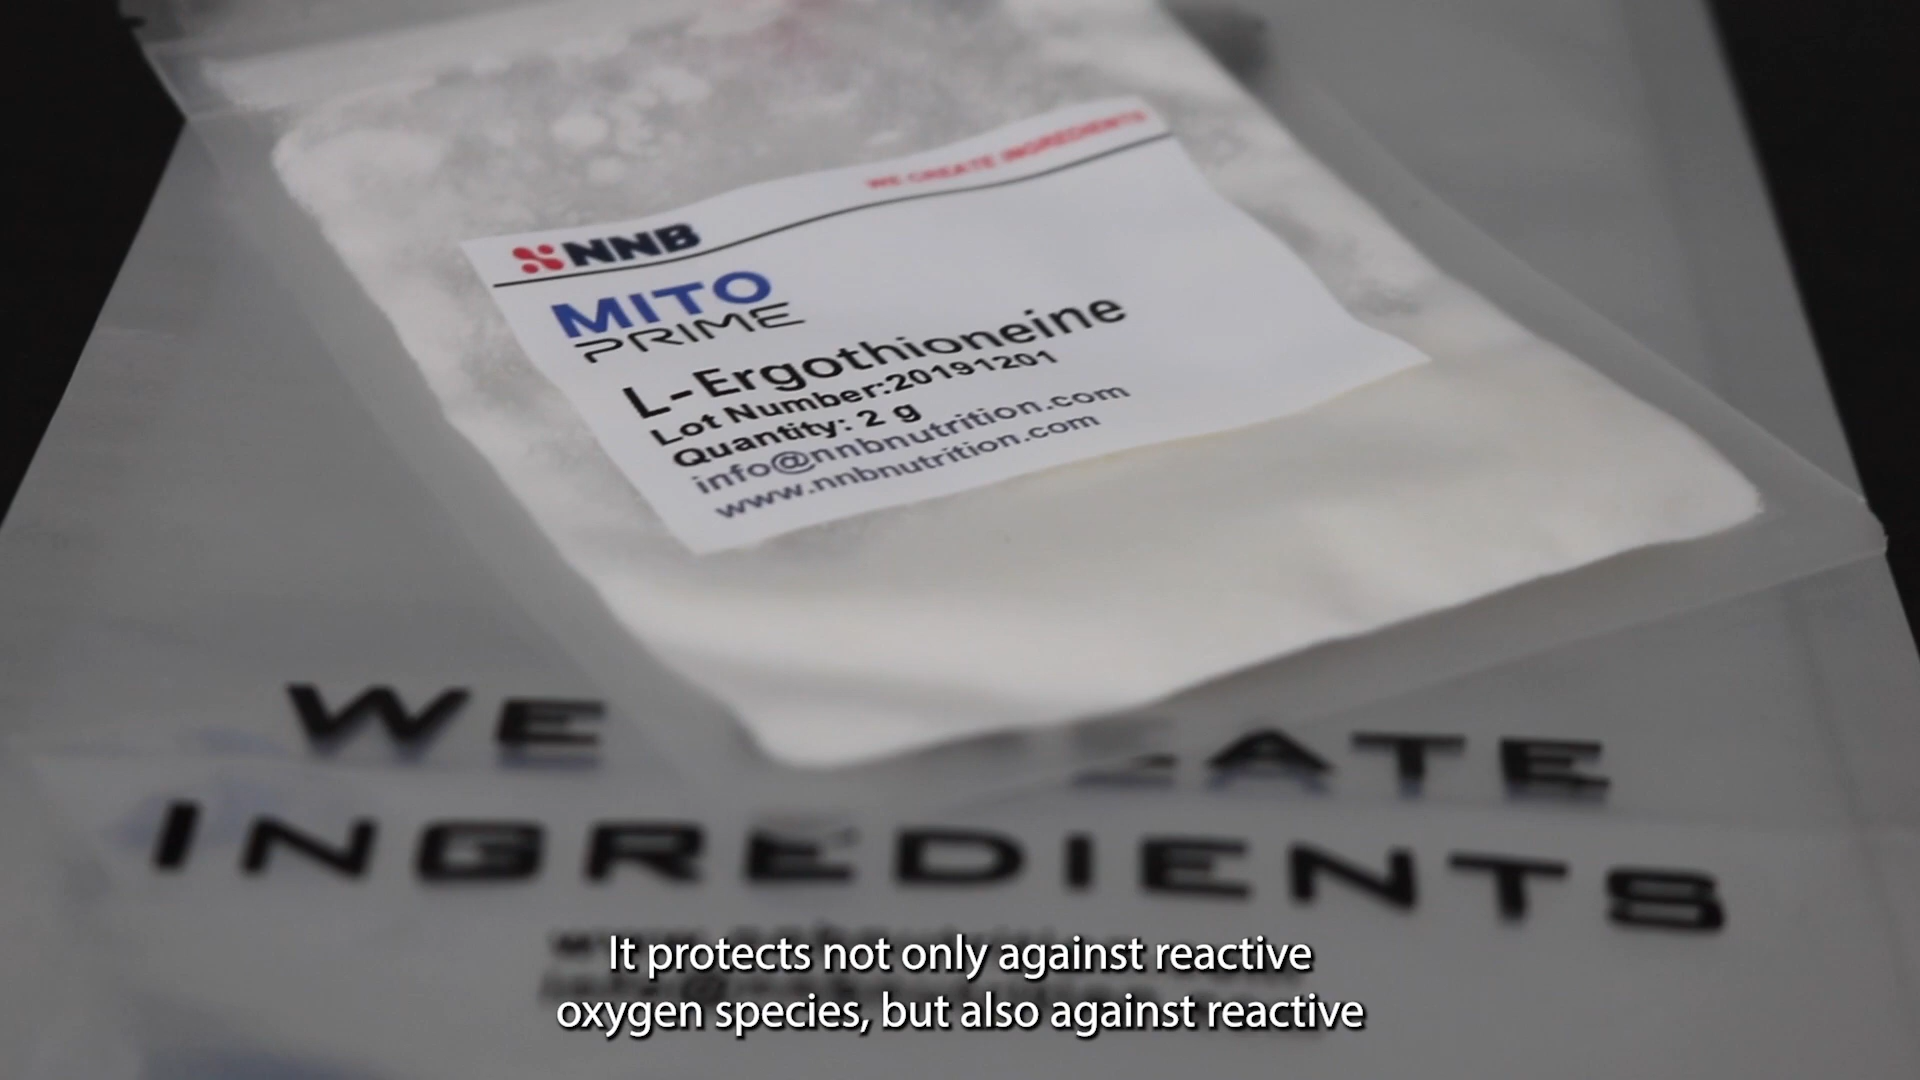 WE CREATE INGREDIENTS
NNB
MITO
PRIME
L-Ergothioneine
Lot Number:20191201
Quantity: 2 g
info@nnbnutrition.com
www.nnbnutrition.com
WE EATE
INGREDIENTS
It protects not only against reactive
oxygen species, but also against reactive